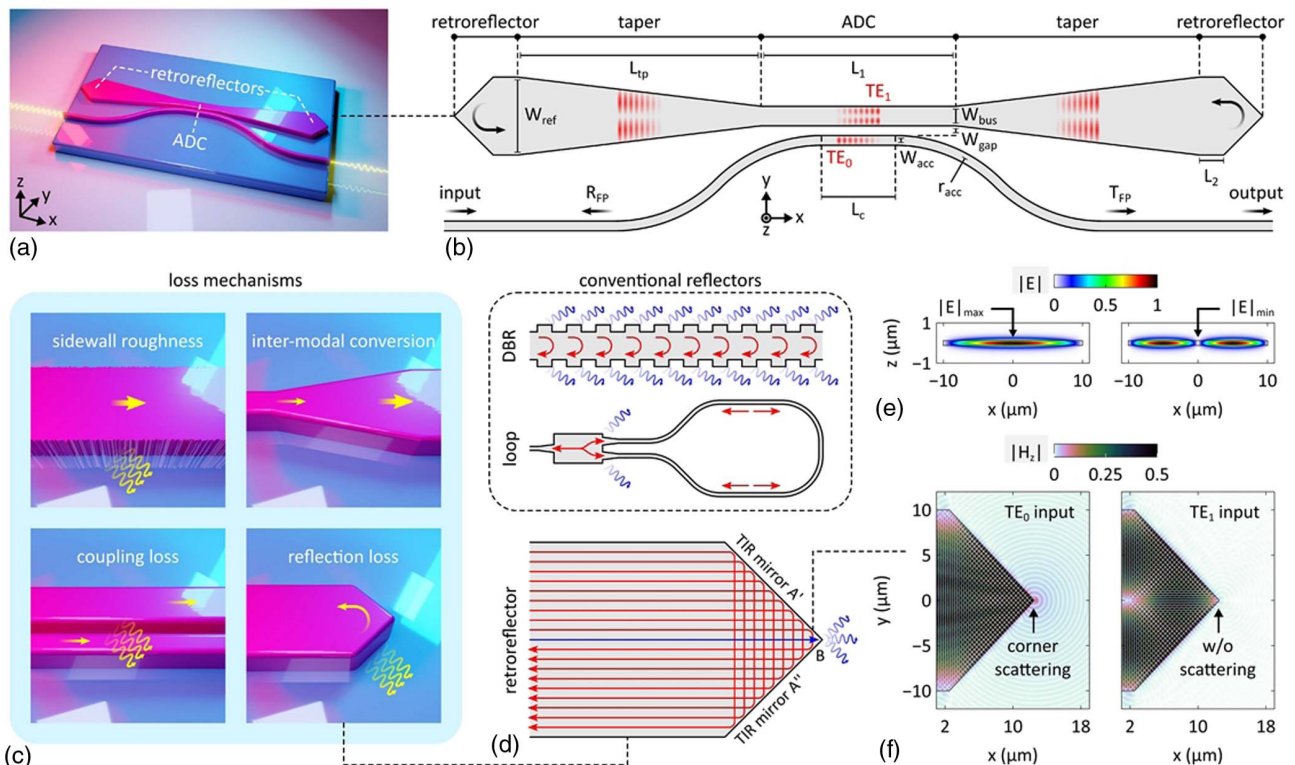 retroreflectors
ADC
z
y
x
(a)
retroreflector
taper
ADC
taper
retroreflector
L_tp
L_1
TE_1
W_ref
W_bus
W_gap
TE_0
W_acc
r_acc
L_2
input
R_FP
y
z
x
L_c
T_FP
output
(b)
loss mechanisms
sidewall roughness
inter-modal conversion
coupling loss
reflection loss
(c)
conventional reflectors
DBR
loop
retroreflector
TIR mirror A'
B
TIR mirror A''
(d)
|E|
0 0.5 1
|E|_max
|E|_min
z (μm)
1
−1
−10 0 10
−10 0 10
x (μm)
x (μm)
(e)
|H_z|
0 0.25 0.5
TE_0 input
TE_1 input
y (μm)
10
5
0
−5
−10
corner
scattering
w/o
scattering
2 10 18
2 10 18
x (μm)
x (μm)
(f)